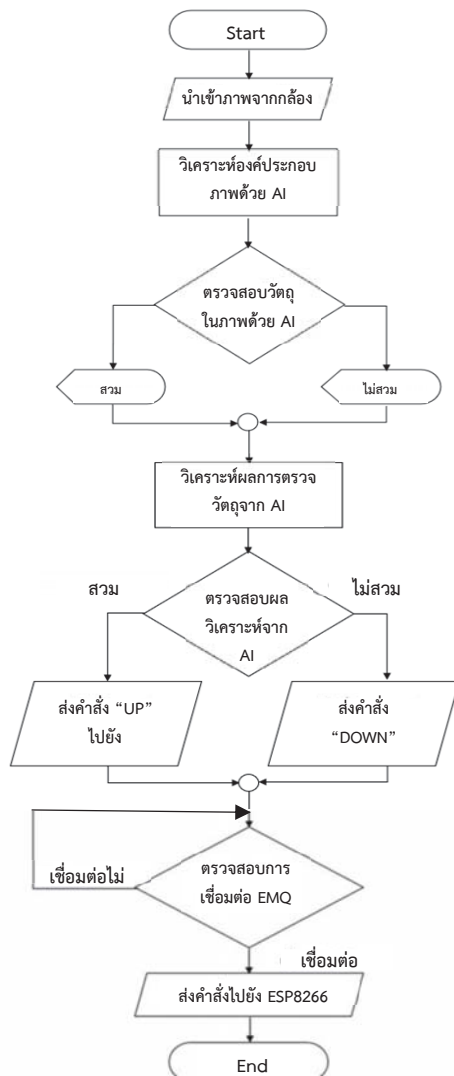 Start
นำเข้าภาพจากกล้อง
วิเคราะห์องค์ประกอบ
ภาพด้วย AI
ตรวจสอบวัตถุ
ในภาพด้วย AI
สวม
ไม่สวม
วิเคราะห์ผลการตรวจ
วัตถุจาก AI
สวม
ไม่สวม
ตรวจสอบผล
วิเคราะห์จาก
AI
ส่งคำสั่ง “UP”
ไปยัง
ส่งคำสั่ง
“DOWN”
ตรวจสอบการ
เชื่อมต่อ EMQ
เชื่อมต่อไม่
เชื่อมต่อ
ส่งคำสั่งไปยัง ESP8266
End